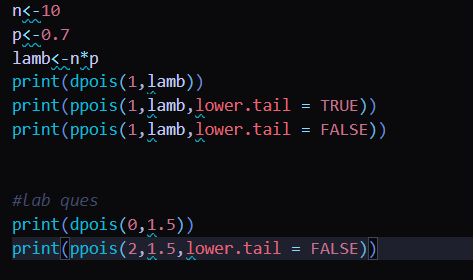 n<-10
p<-0.7
lamb<-n*p
print(dpois(1,lamb))
print(ppois(1,lamb,lower.tail = TRUE))
print(ppois(1,lamb,lower.tail = FALSE))
#Lab ques
print(dpois(0,1.5))
print(ppois(2,1.5,lower.tail = FALSE))